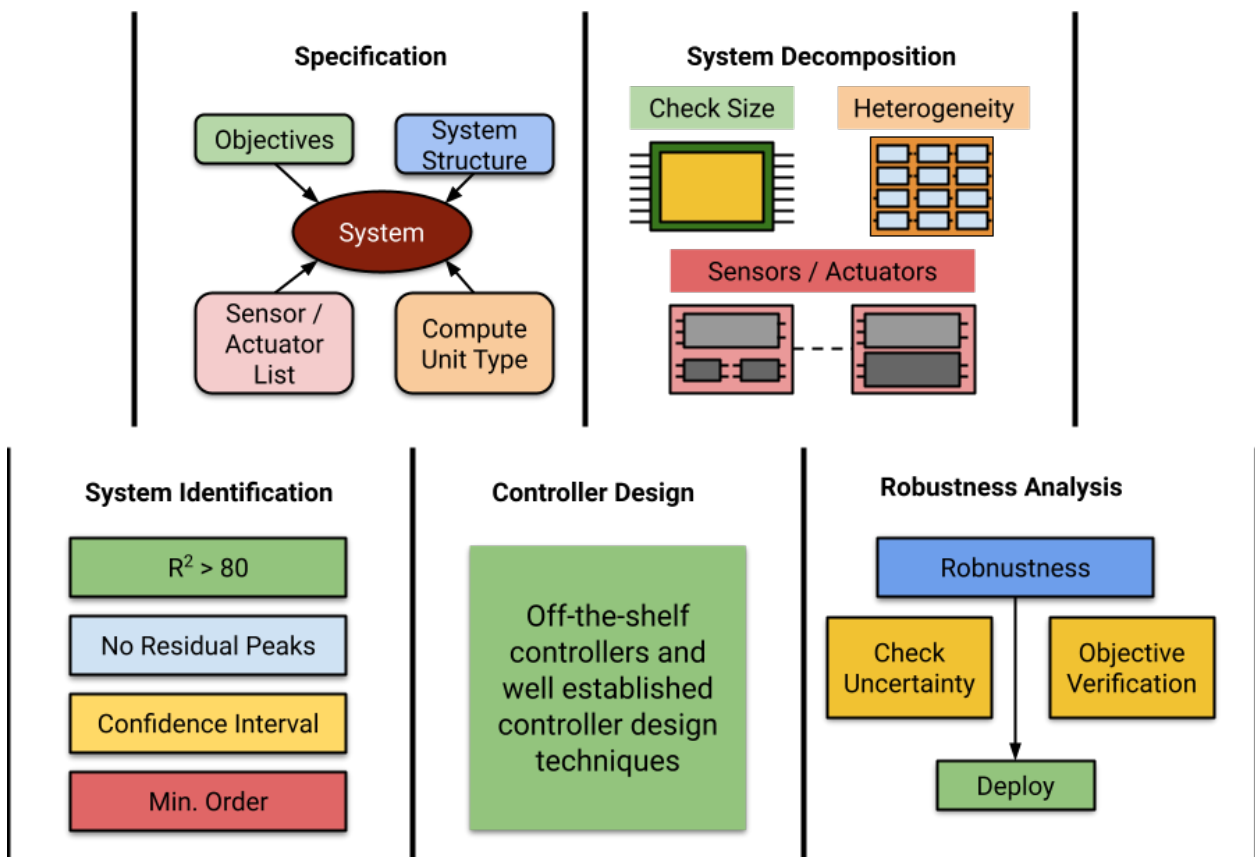 Specification
Objectives
System
Structure
System
Sensor /
Actuator
List
Compute
Unit Type
System Decomposition
Check Size
Heterogeneity
Sensors / Actuators
System Identification
R² > 80
No Residual Peaks
Confidence Interval
Min. Order
Controller Design
Off-the-shelf
controllers and
well established
controller design
techniques
Robustness Analysis
Robnustness
Check
Uncertainty
Objective
Verification
Deploy